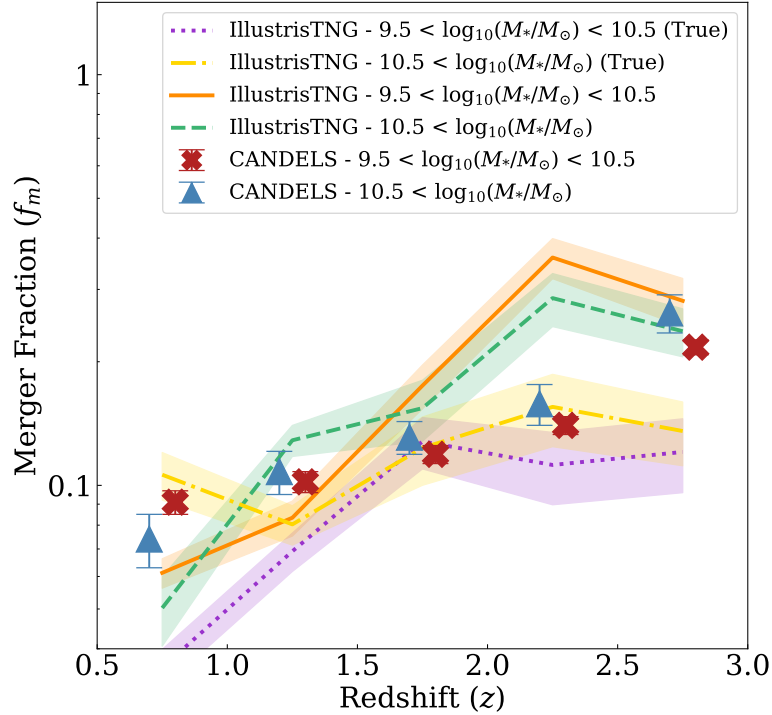 IllustrisTNG - 9.5 < log₁₀(M*/M⊙) < 10.5 (True)
IllustrisTNG - 10.5 < log₁₀(M*/M⊙) (True)
IllustrisTNG - 9.5 < log₁₀(M*/M⊙) < 10.5
IllustrisTNG - 10.5 < log₁₀(M*/M⊙)
CANDELS - 9.5 < log₁₀(M*/M⊙) < 10.5
CANDELS - 10.5 < log₁₀(M*/M⊙)
Merger Fraction (fₘ)
1
0.1
0.5 1.0 1.5 2.0 2.5 3.0
Redshift (z)